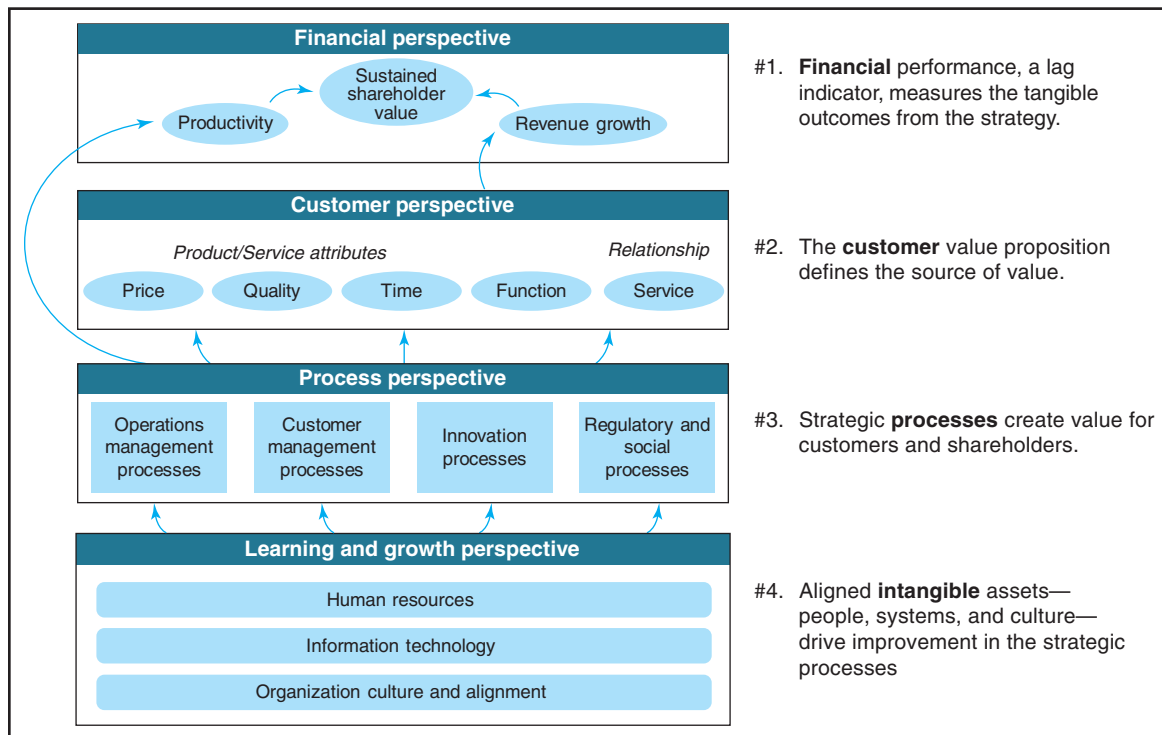 Financial perspective
Sustained
shareholder
value
Productivity
Revenue growth
#1. Financial performance, a lag
indicator, measures the tangible
outcomes from the strategy.
Customer perspective
Product/Service attributes
Relationship
Price
Quality
Time
Function
Service
#2. The customer value proposition
defines the source of value.
Process perspective
Operations
management
processes
Customer
management
processes
Innovation
processes
Regulatory and
social
processes
#3. Strategic processes create value for
customers and shareholders.
Learning and growth perspective
Human resources
Information technology
Organization culture and alignment
#4. Aligned intangible assets—
people, systems, and culture—
drive improvement in the strategic
processes